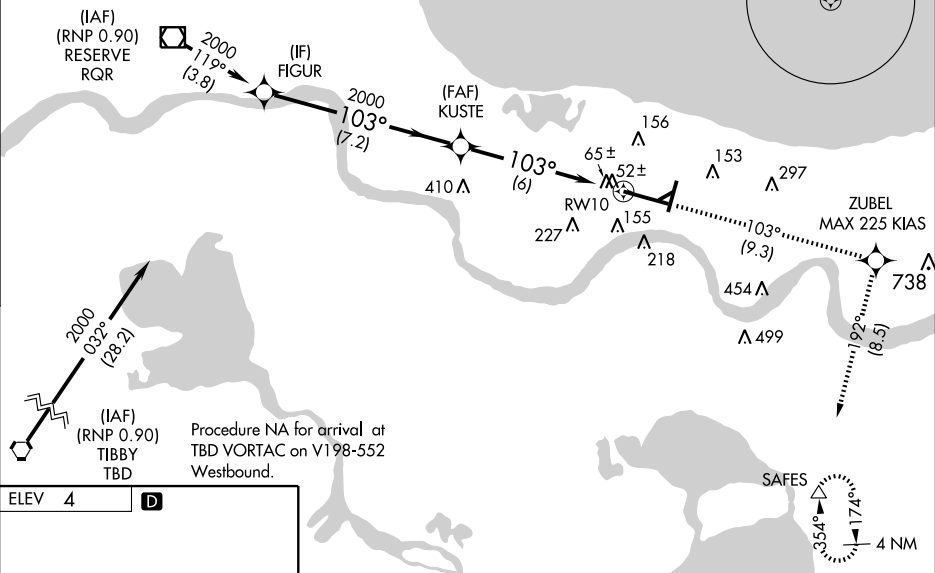 (IAF)
(RNP 0.90)
RESERVE
RQR
2000
119°
(3.8)
(IF)
FIGUR
2000
103°
(7.2)
(FAF)
KUSTE
103°
(6)
410
65±
52±
156
153
297
RW10
227
155
218
103°
(9.3)
ZUBEL
MAX 225 KIAS
738
454
499
192°
(8.5)
2000
032°
(28.2)
(IAF)
(RNP 0.90)
TIBBY
TBD
Procedure NA for arrival at
TBD VORTAC on V198-552
Westbound.
SAFES
354°
174°
4 NM
ELEV 4
D